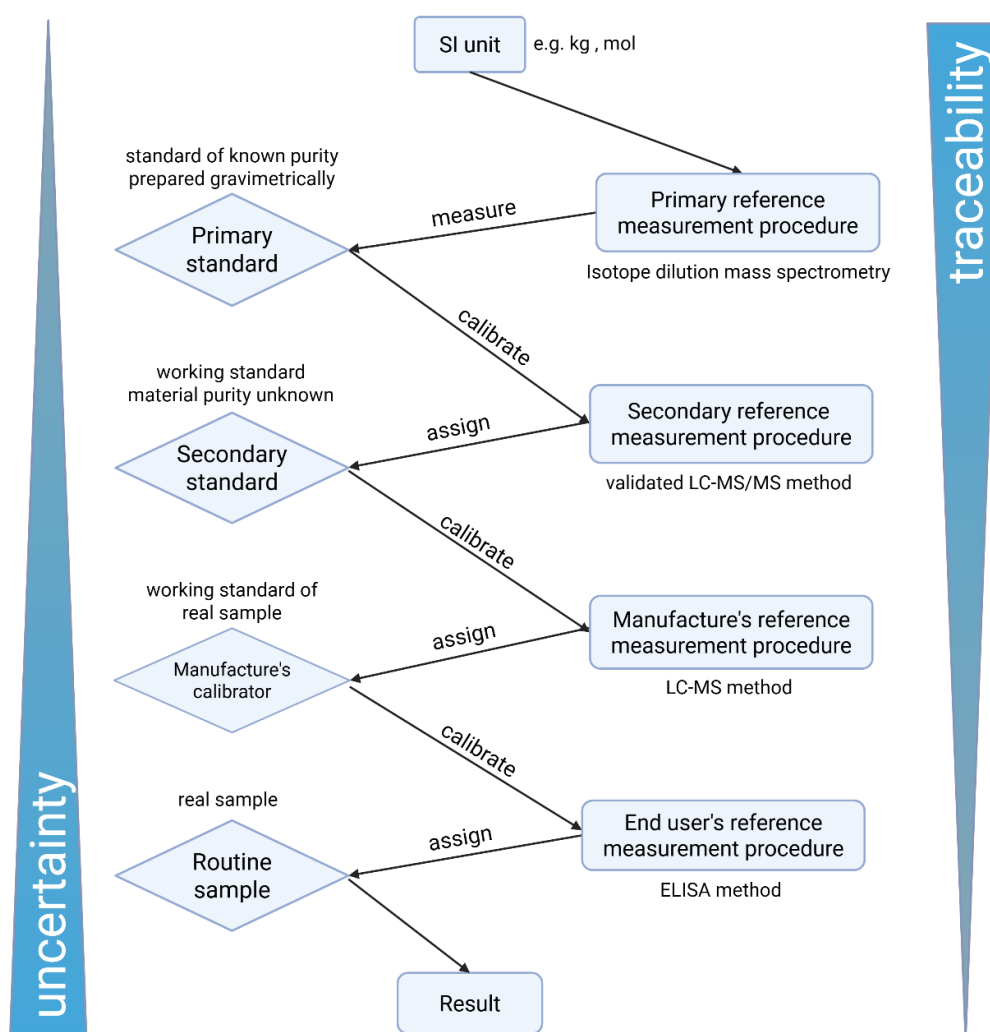 SI unit
e.g. kg , mol
traceability
standard of known purity
prepared gravimetrically
Primary
standard
measure
Primary reference
measurement procedure
Isotope dilution mass spectrometry
calibrate
working standard
material purity unknown
Secondary
standard
assign
Secondary reference
measurement procedure
validated LC-MS/MS method
calibrate
working standard of
real sample
Manufacture's
calibrator
assign
Manufacture's reference
measurement procedure
LC-MS method
calibrate
uncertainty
real sample
Routine
sample
assign
End user's reference
measurement procedure
ELISA method
Result